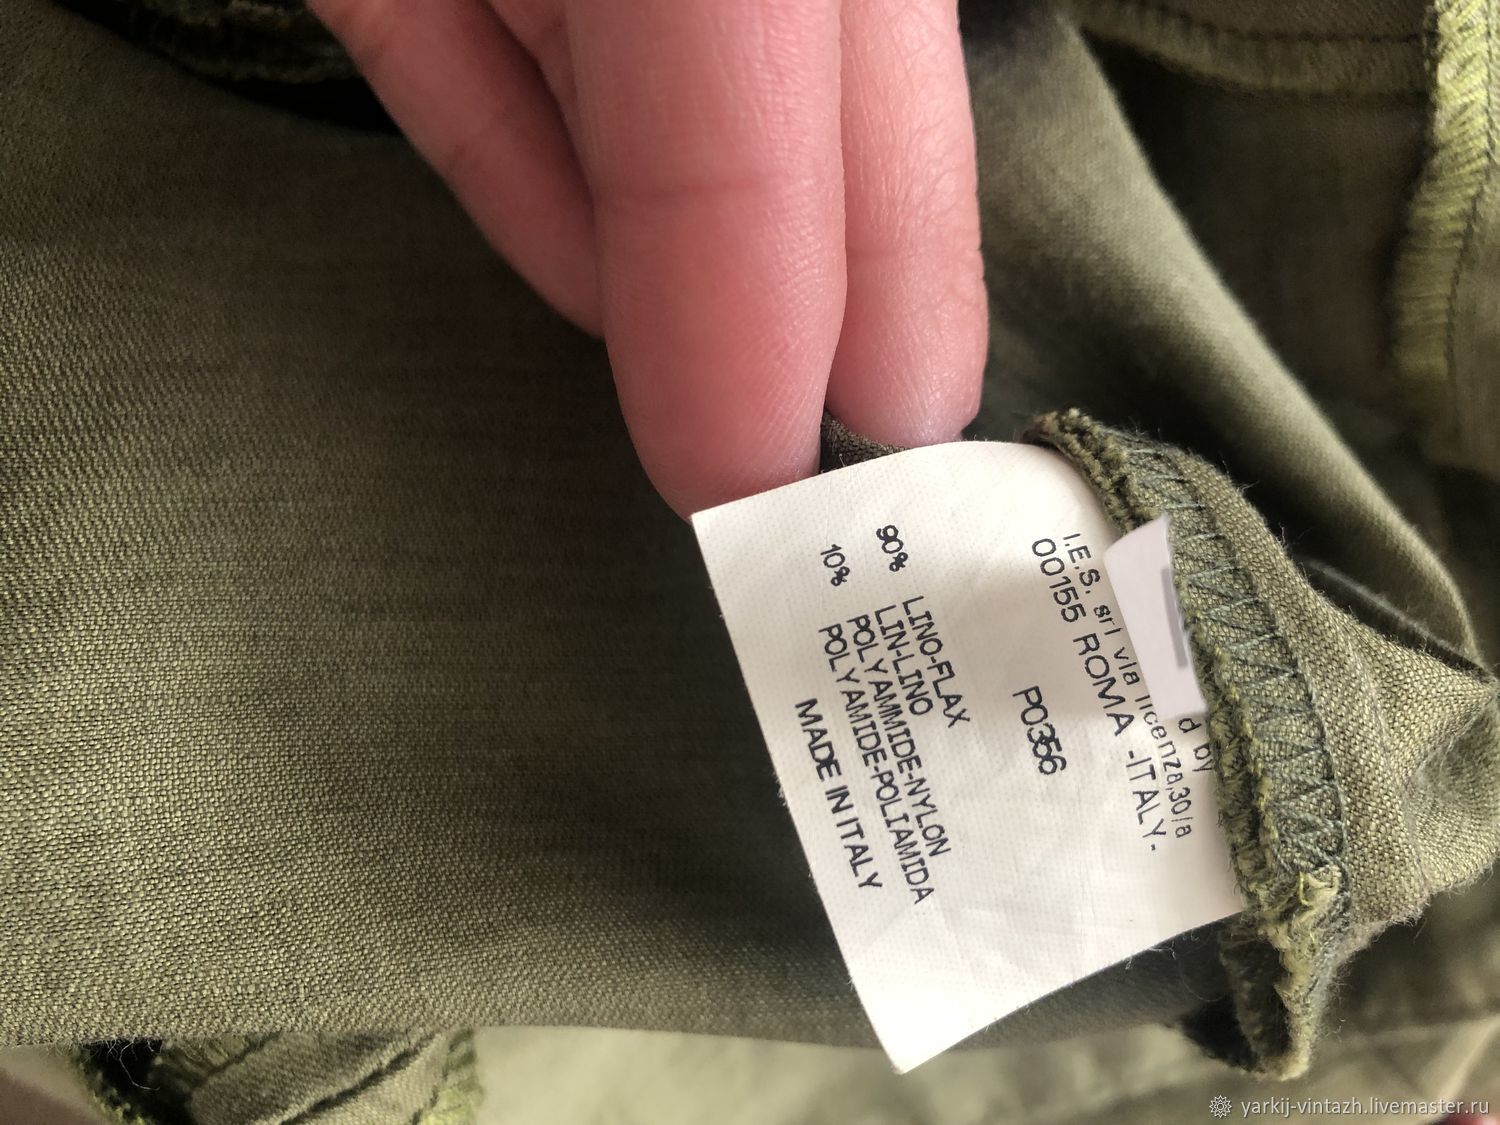 d by
I.E.S. srl via licenza,30/a
00155 ROMA -ITALY-
P0356
90% LINO-FLAX
LIN-LINO
10% POLYAMMIDE-NYLON
POLYAMIDE-POLIAMIDA
MADE IN ITALY
yarkij-vintazh.livemaster.ru